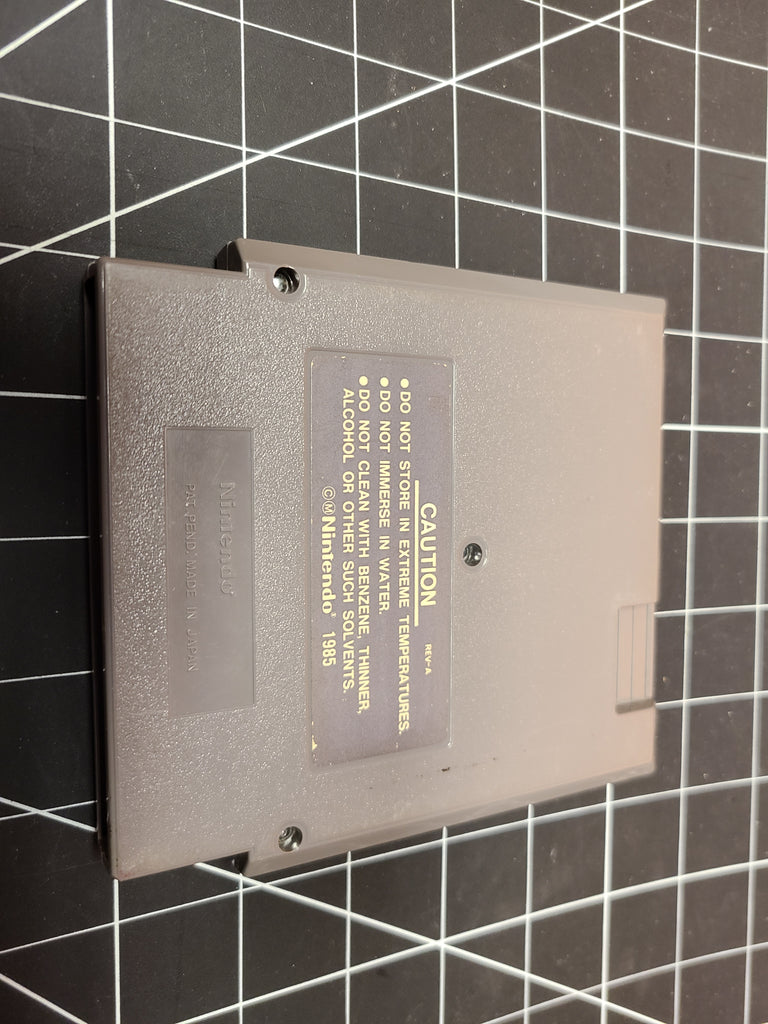 CAUTION REV-A
● DO NOT STORE IN EXTREME TEMPERATURES.
● DO NOT IMMERSE IN WATER.
● DO NOT CLEAN WITH BENZENE, THINNER,
ALCOHOL OR OTHER SUCH SOLVENTS.
©ⓂNintendo® 1985
Nintendo®
PAT. PEND. MADE IN JAPAN